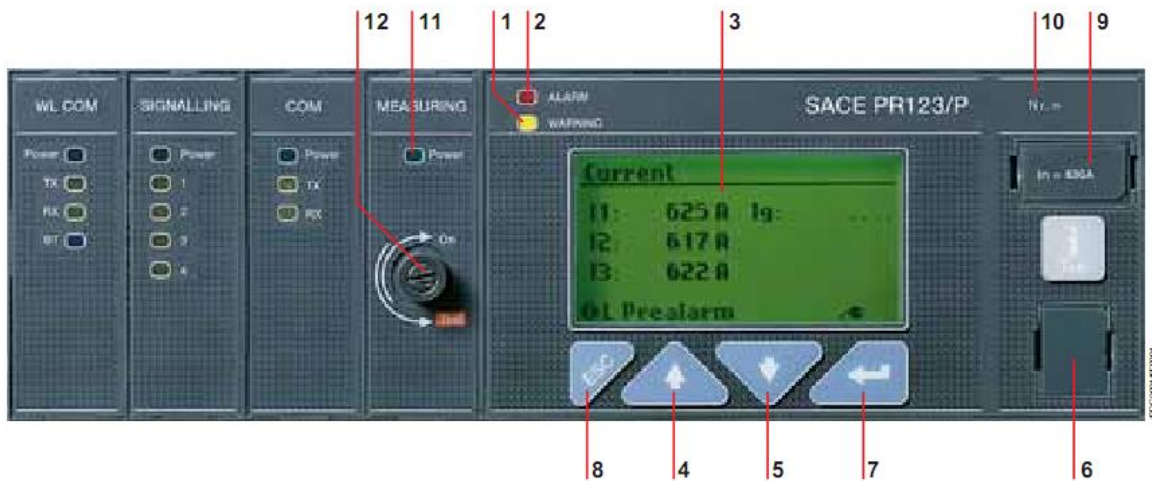 12 11 1 2 3 10 9
WL COM
SIGNALLING
COM
MEASURING
ALARM
WARNING
SACE PR123/P
Power
TX
RX
BT
Power
1
2
3
4
Power
TX
RX
Power
On
Current
I1: 625 A Ig: ....
I2: 617 A
I3: 622 A
L Prealarm
ESC
In = 630A
i
8 4 5 7 6